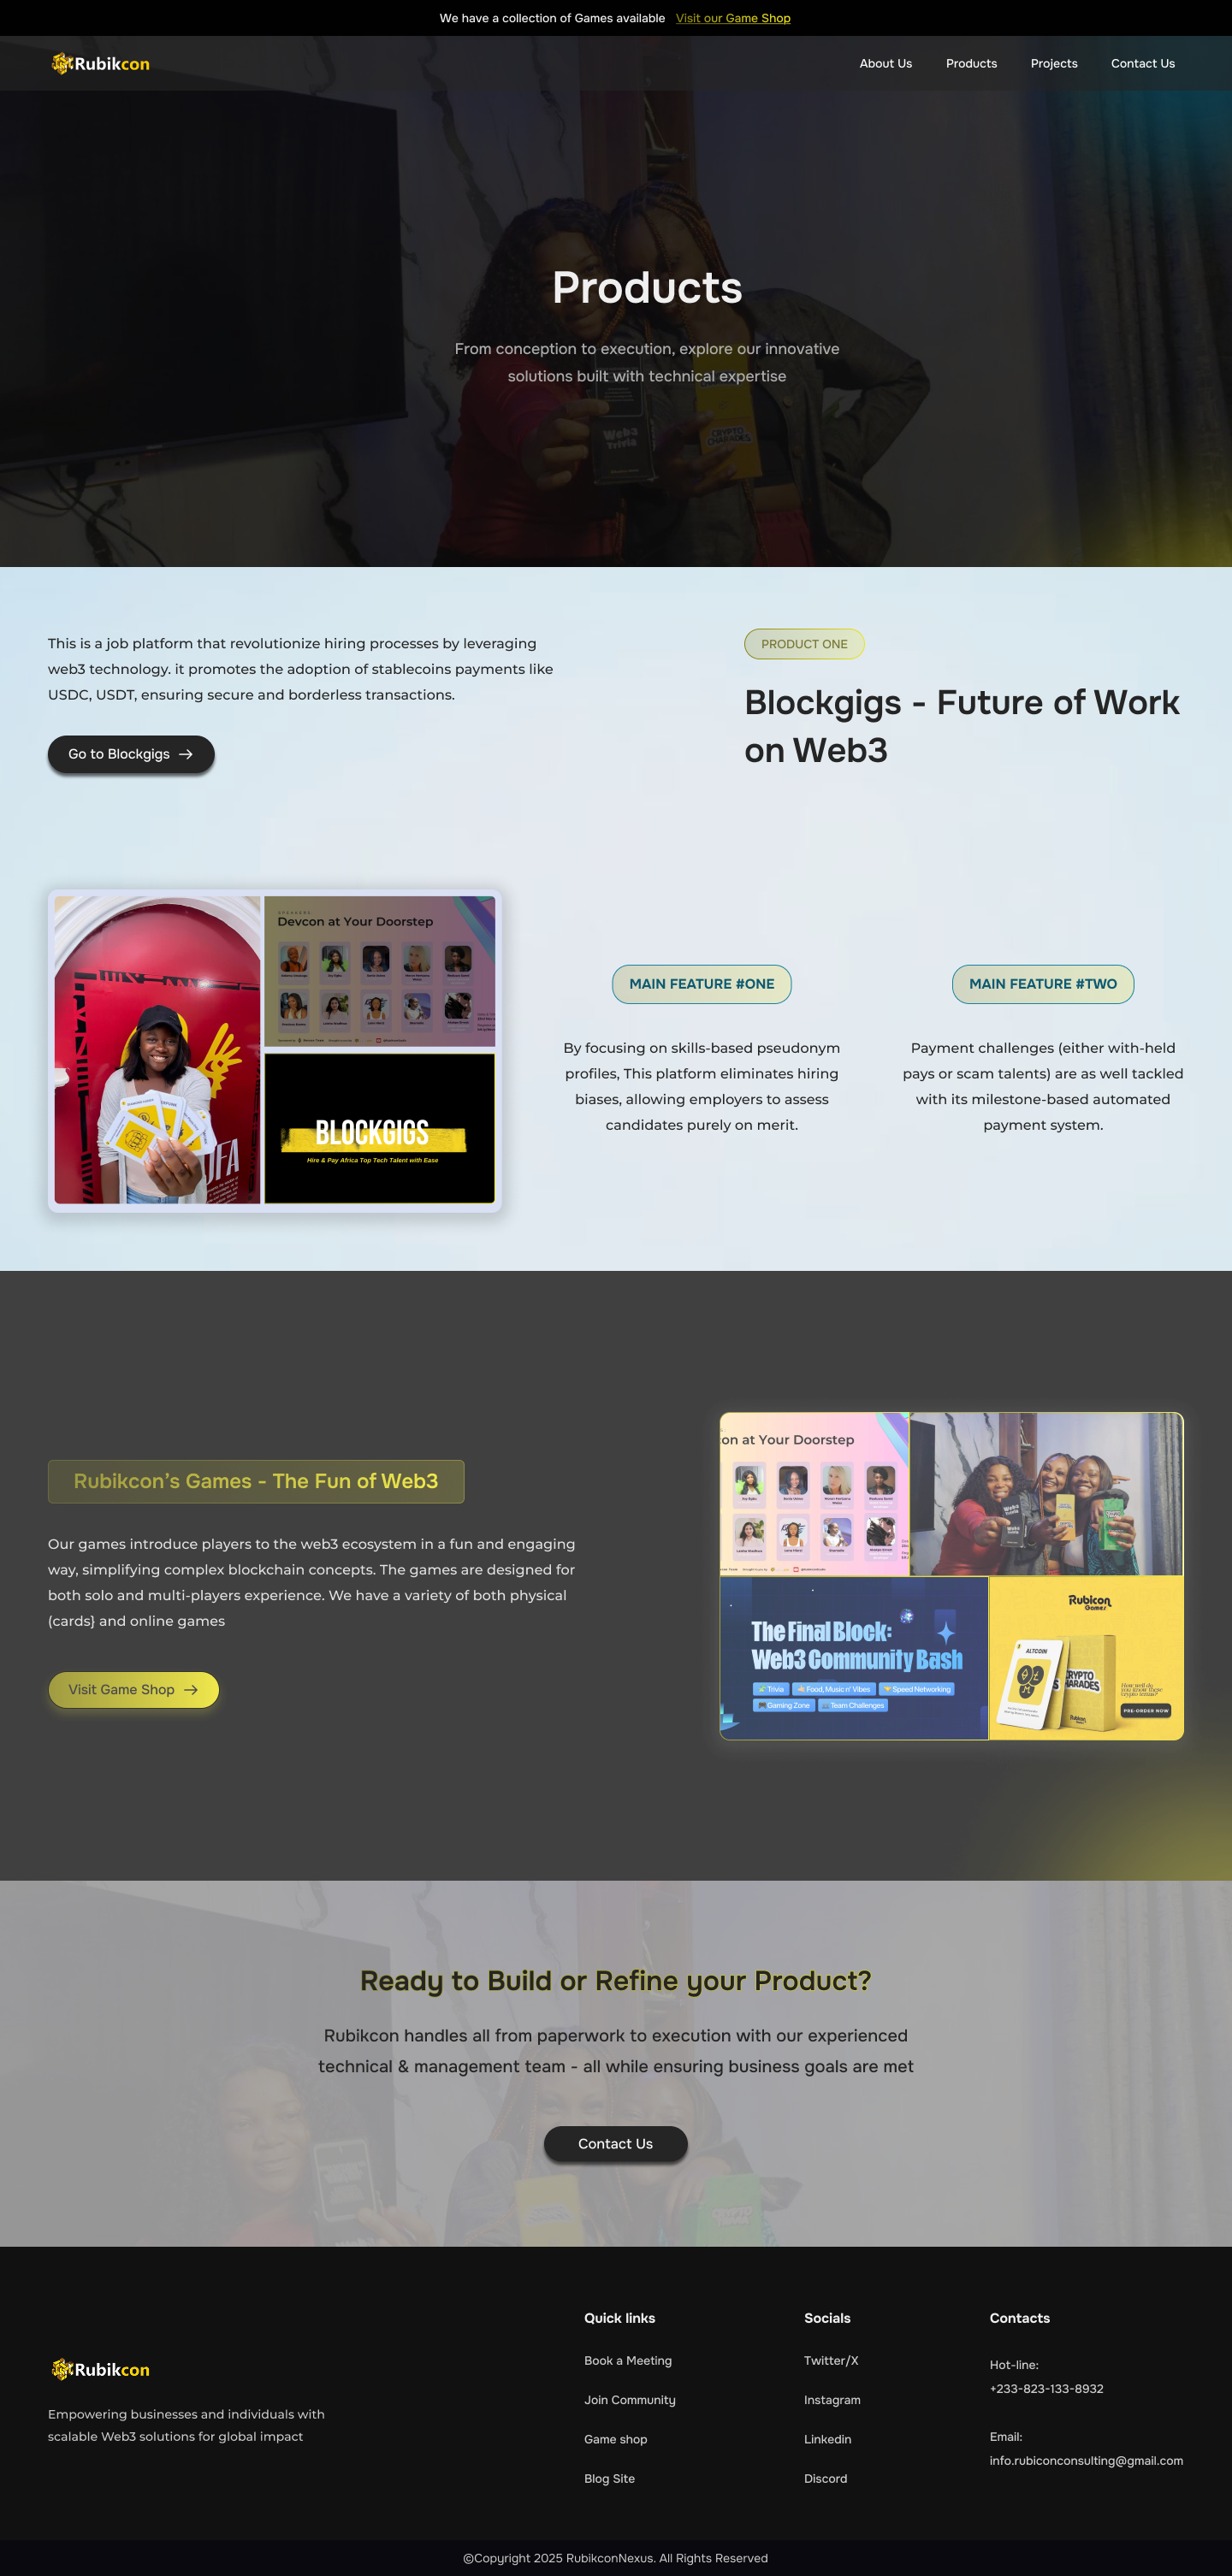 We have a collection of Games available Visit our Game Shop
Rubikcon
About Us Products Projects Contact Us
Products
From conception to execution, explore our innovative
solutions built with technical expertise
Web3
Trivia
CRYPTO
CHARADES
This is a job platform that revolutionize hiring processes by leveraging
web3 technology. it promotes the adoption of stablecoins payments like
USDC, USDT, ensuring secure and borderless transactions.
Go to Blockgigs
PRODUCT ONE
Blockgigs - Future of Work
on Web3
SPEAKERS
Devcon at Your Doorstep
BLOCKGIGS
Hire & Pay Africa Top Tech Talent with Ease
MAIN FEATURE #ONE
By focusing on skills-based pseudonym
profiles, This platform eliminates hiring
biases, allowing employers to assess
candidates purely on merit.
MAIN FEATURE #TWO
Payment challenges (either with-held
pays or scam talents) are as well tackled
with its milestone-based automated
payment system.
Rubikcon’s Games - The Fun of Web3
Our games introduce players to the web3 ecosystem in a fun and engaging
way, simplifying complex blockchain concepts. The games are designed for
both solo and multi-players experience. We have a variety of both physical
(cards} and online games
Visit Game Shop
con at Your Doorstep
The Final Block:
Web3 Community Bash
Trivia Food, Music n' Vibes Speed Networking
Gaming Zone Team Challenges
Rubicon
Games
ALTCOIN
CRYPTO
CHARADES
How well do
you know these
crypto terms?
PRE-ORDER NOW
Ready to Build or Refine your Product?
Rubikcon handles all from paperwork to execution with our experienced
technical & management team - all while ensuring business goals are met
Contact Us
Rubikcon
Empowering businesses and individuals with
scalable Web3 solutions for global impact
Quick links
Book a Meeting
Join Community
Game shop
Blog Site
Socials
Twitter/X
Instagram
Linkedin
Discord
Contacts
Hot-line:
+233-823-133-8932
Email:
info.rubiconconsulting@gmail.com
©Copyright 2025 RubikconNexus. All Rights Reserved